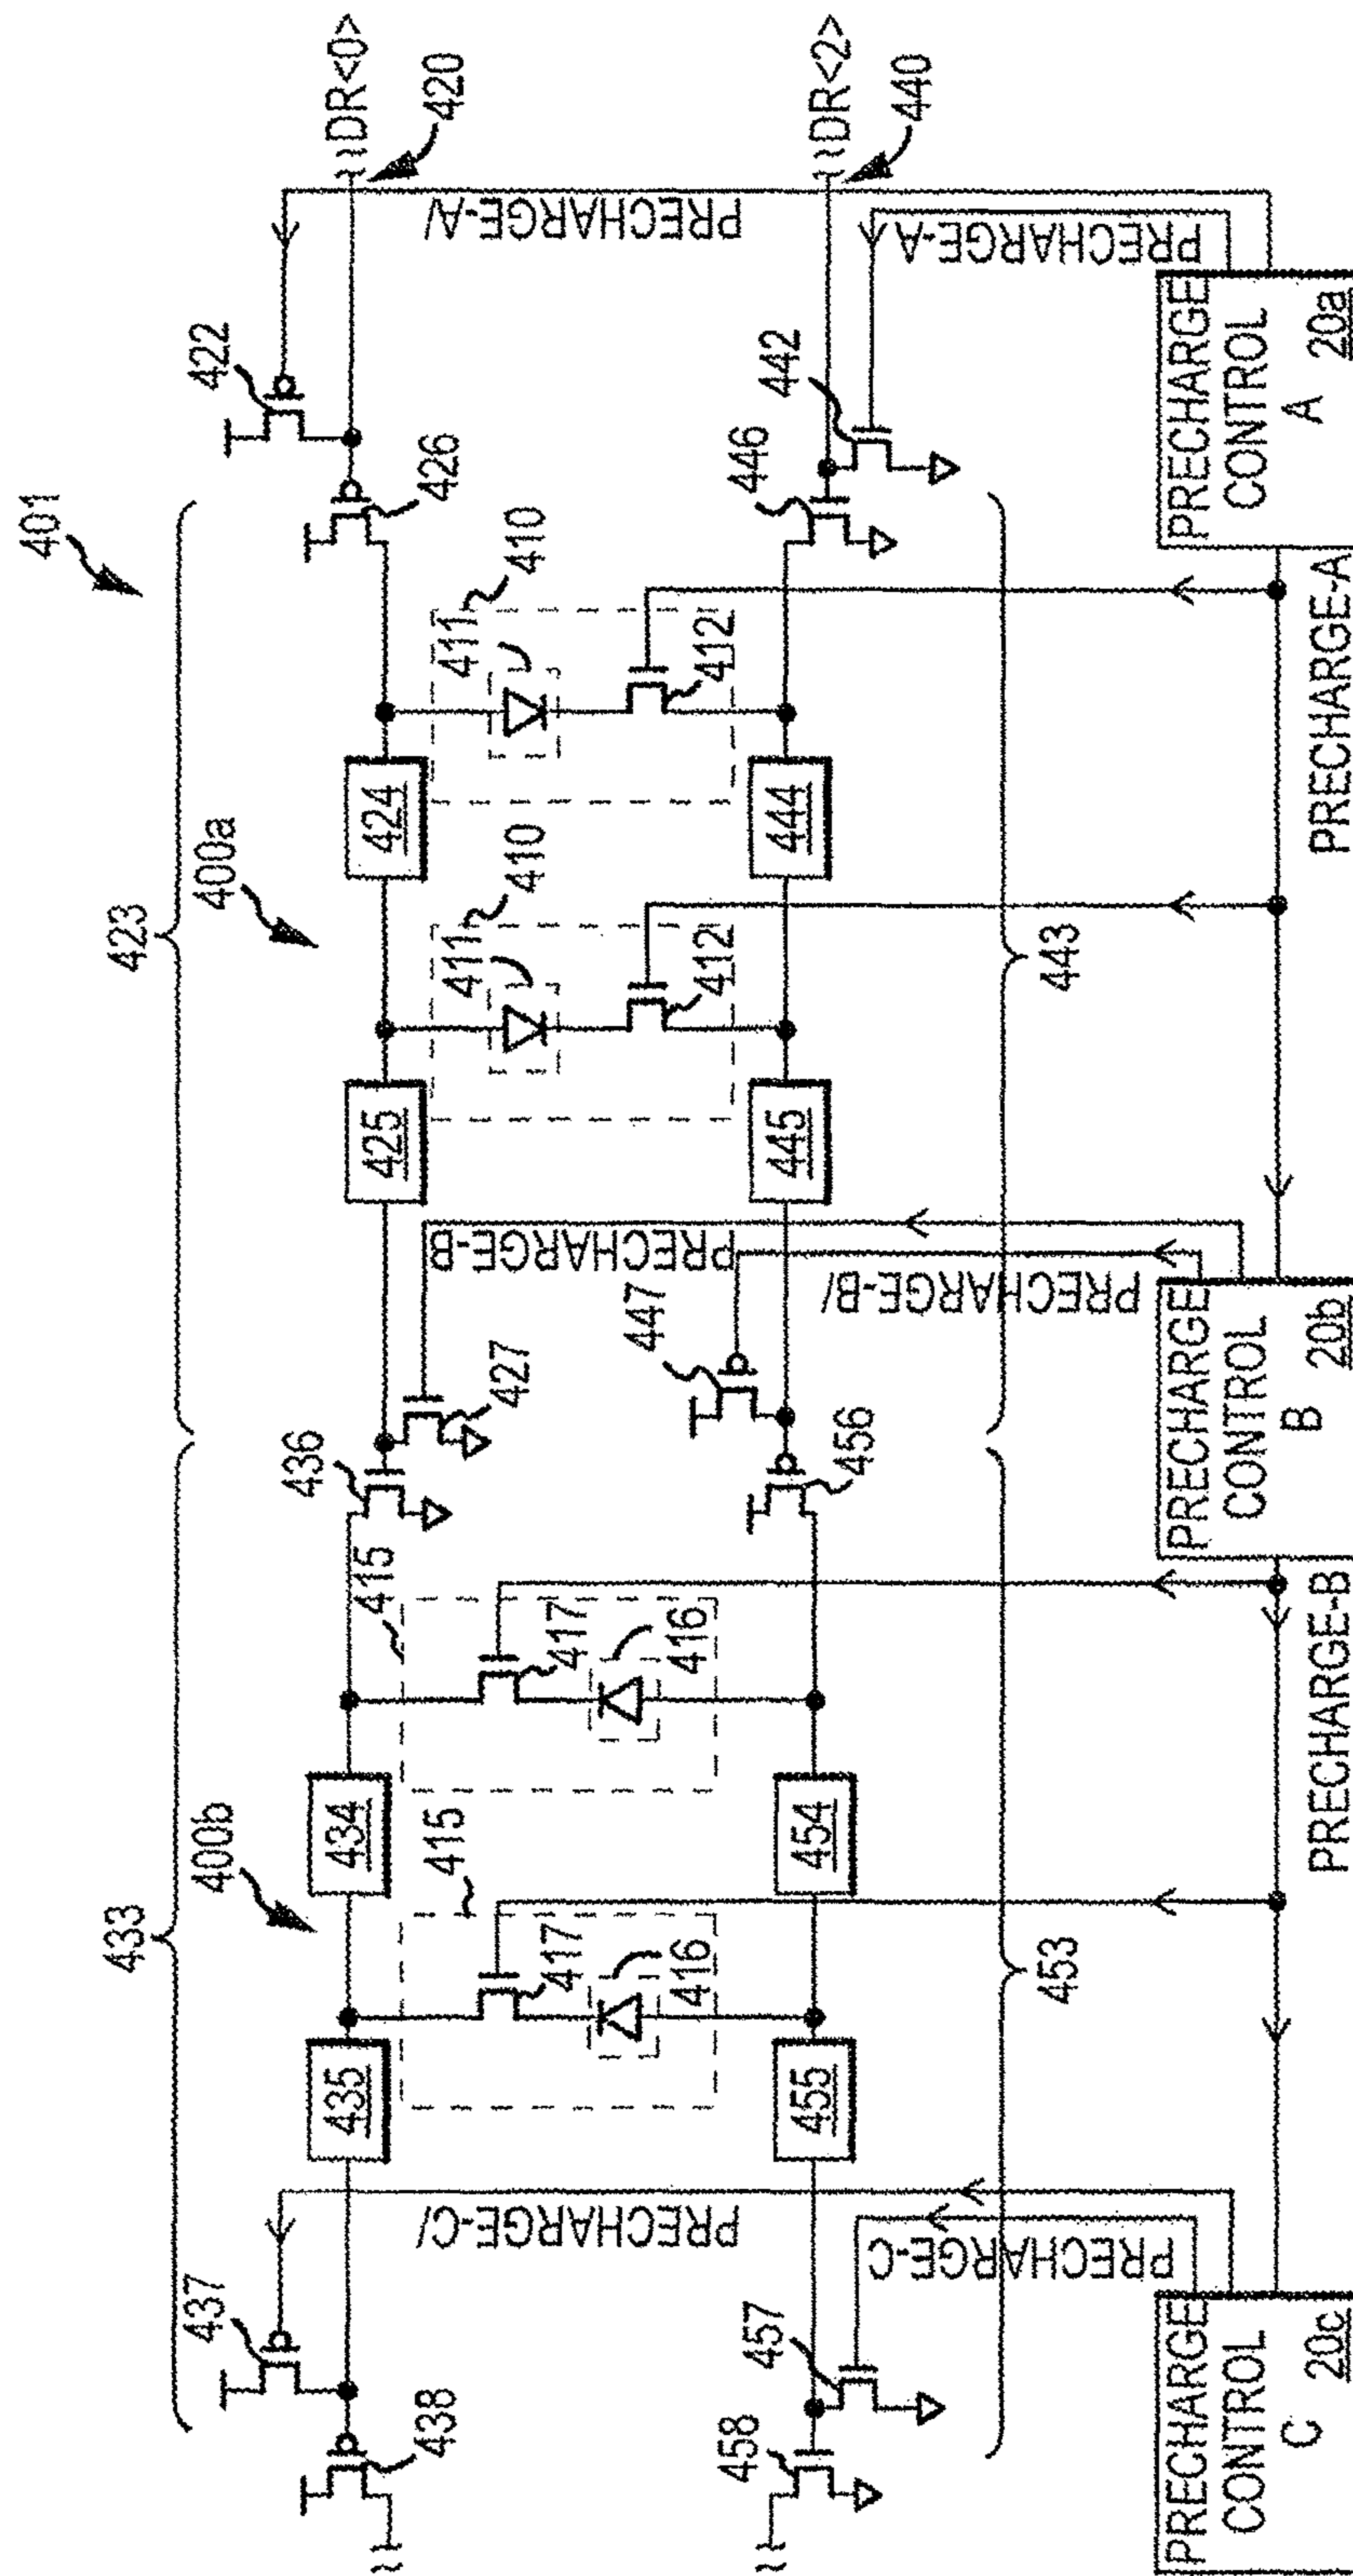 401
433
423
400b
400a
437
438
435
434
436
425
424
422
426
DR<0>
420
415
415
417
417
416
416
427
410
410
411
411
412
412
PRECHARGE-C/
PRECHARGE-B
PRECHARGE-A/
458
457
455
454
456
447
445
444
446
442
DR<2>
440
PRECHARGE-C
PRECHARGE-B/
PRECHARGE-A
453
443
PRECHARGE
CONTROL
C
20c
PRECHARGE-B
PRECHARGE
CONTROL
B
20b
PRECHARGE-A
PRECHARGE
CONTROL
A
20a